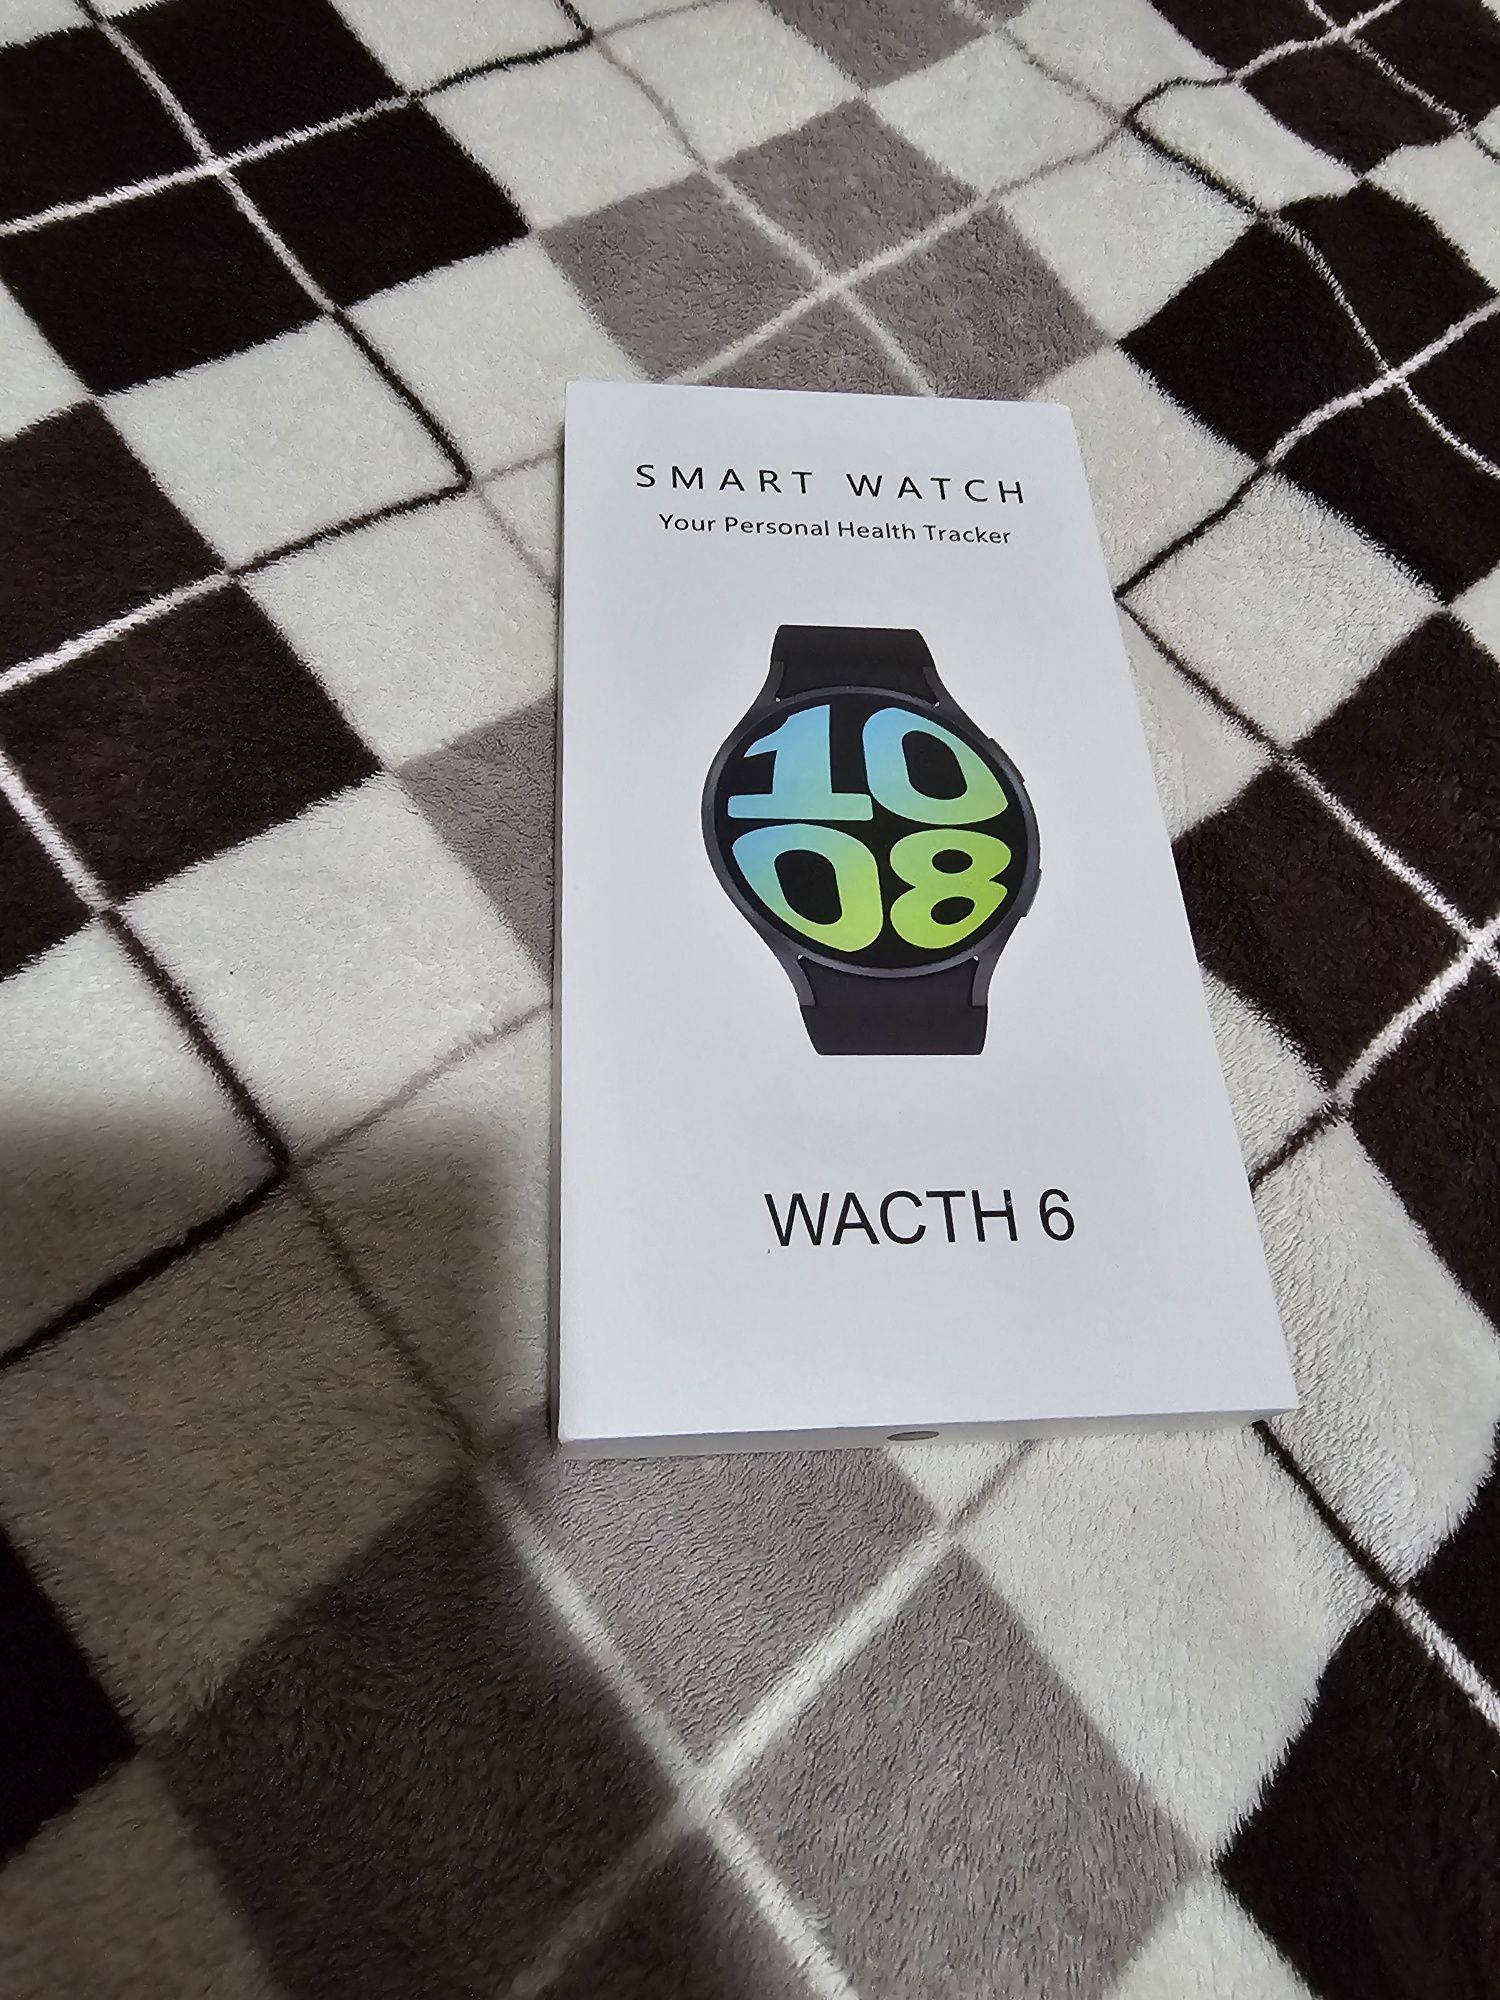 SMART WATCH
Your Personal Health Tracker
10
08
WACTH 6